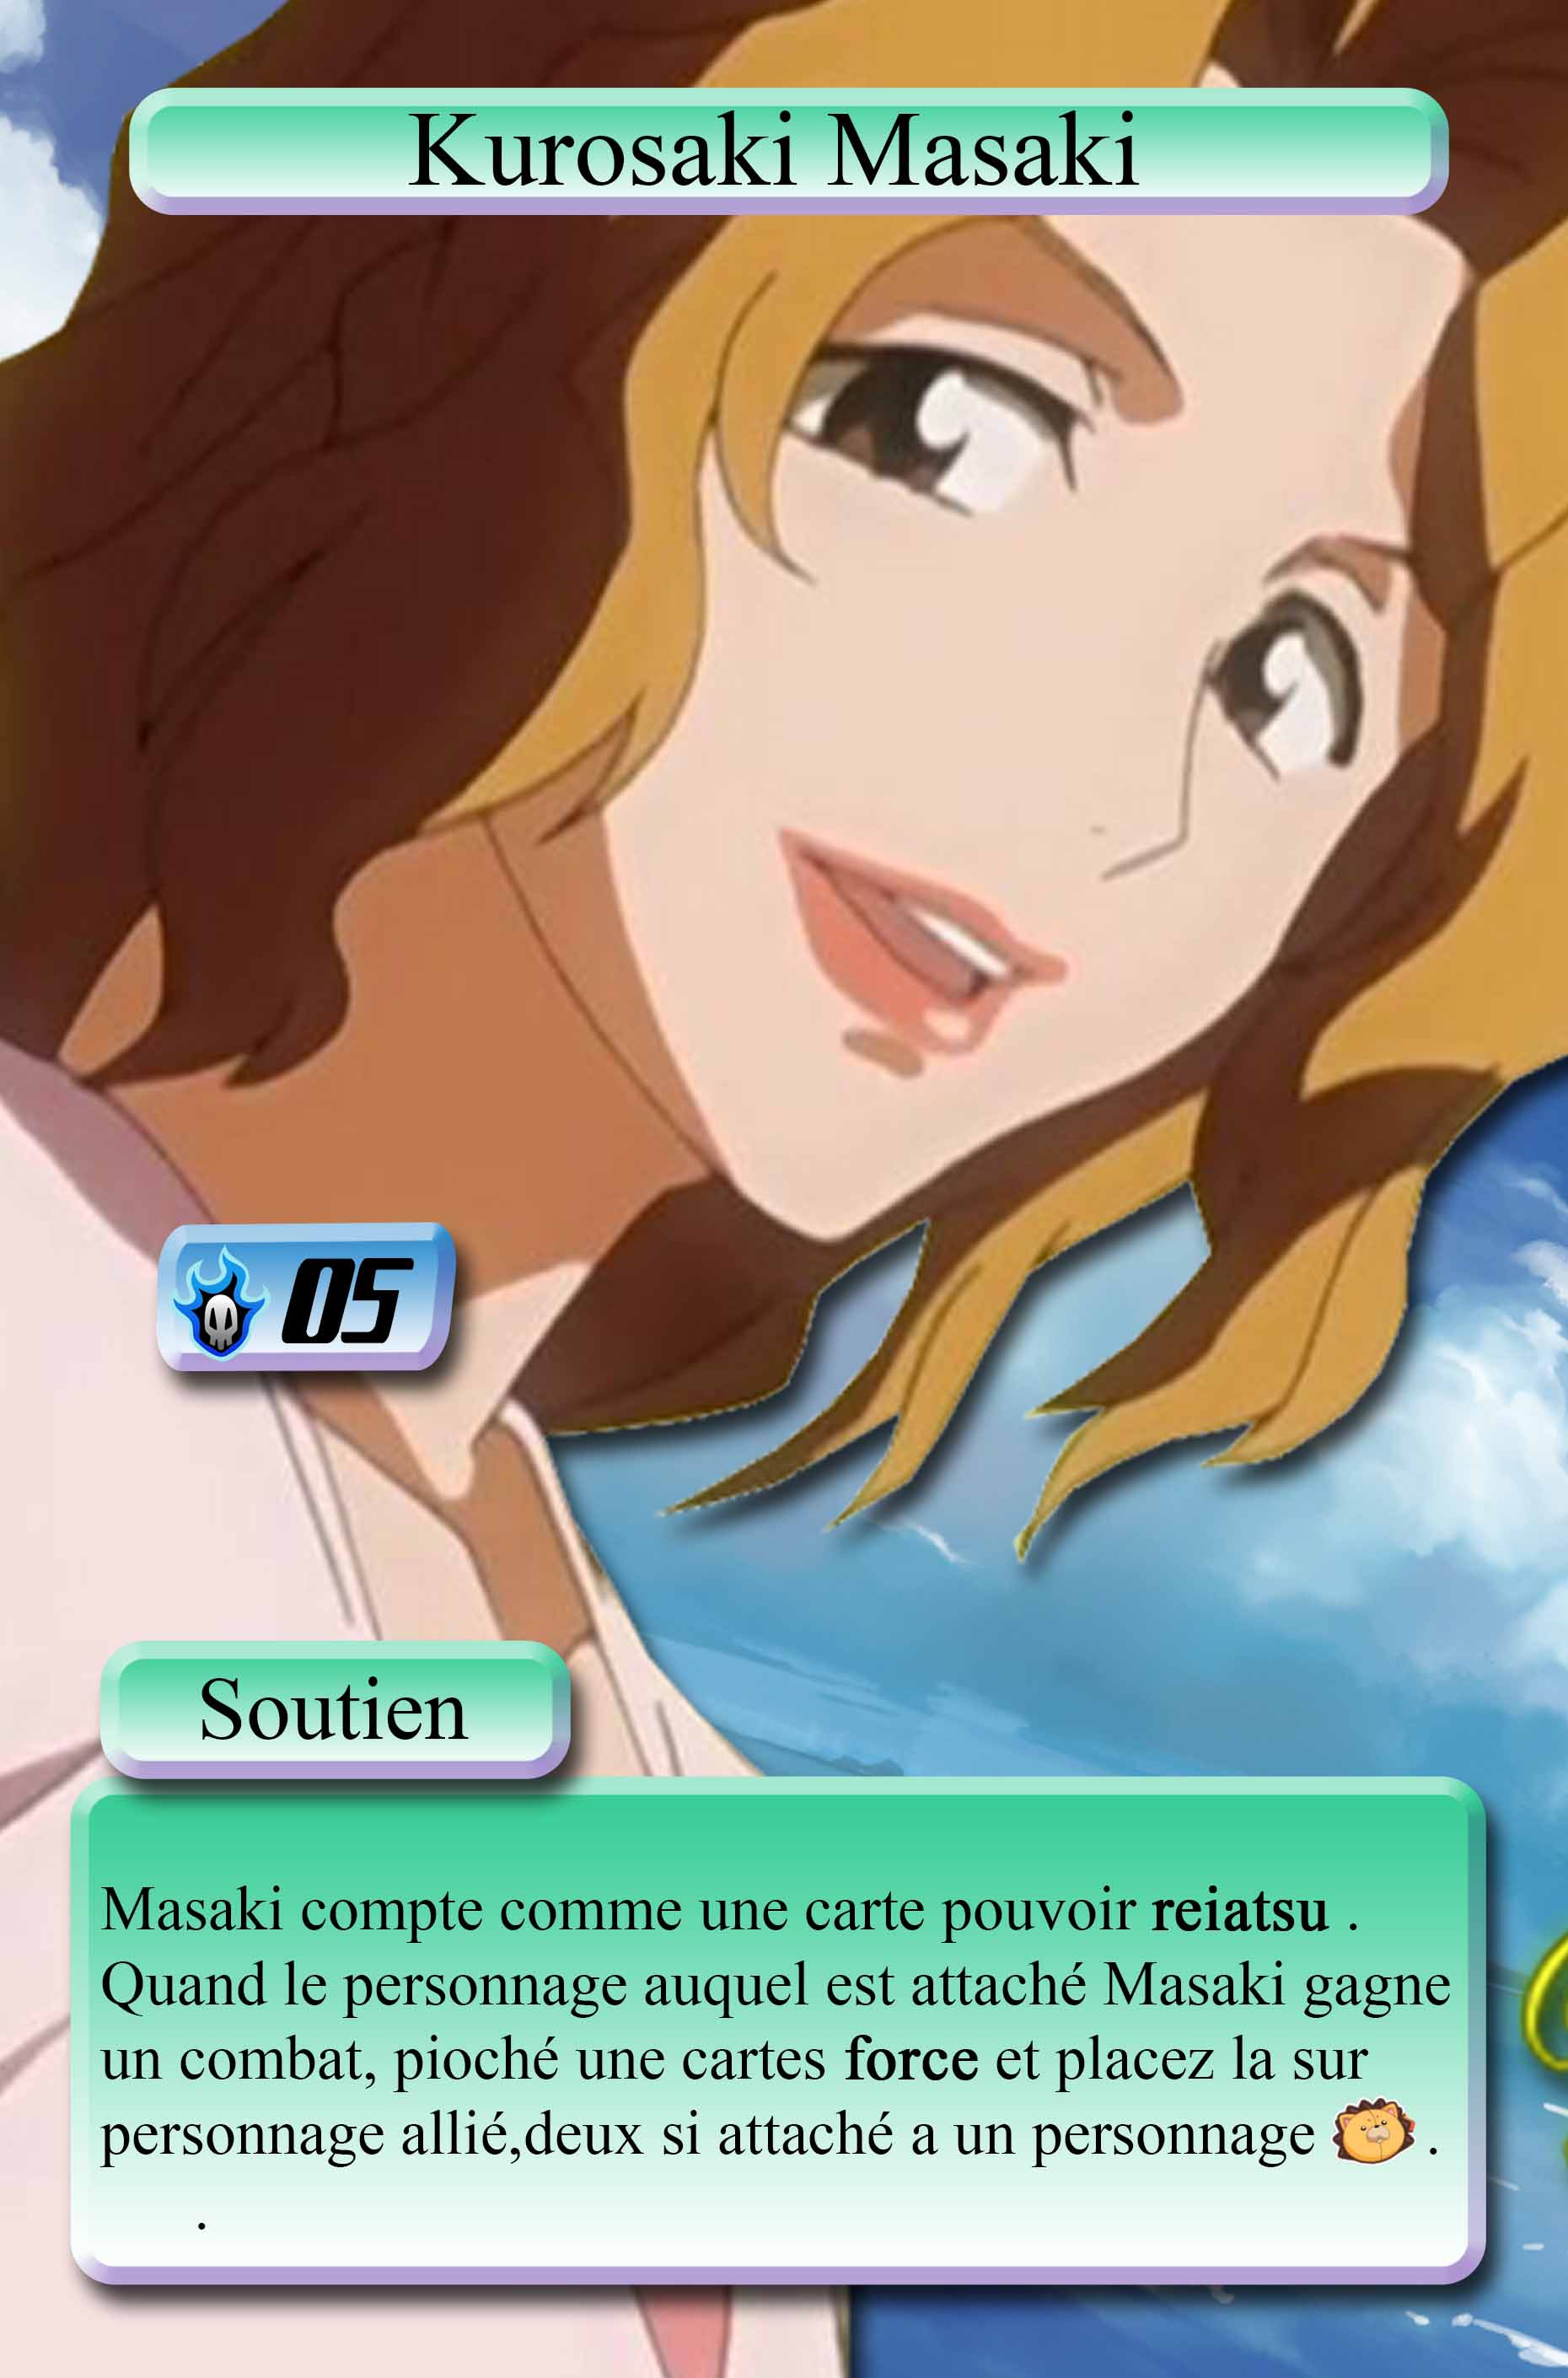 Kurosaki Masaki
05
Soutien
Masaki compte comme une carte pouvoir reiatsu .
Quand le personnage auquel est attaché Masaki gagne
un combat, pioché une cartes force et placez la sur
personnage allié,deux si attaché a un personnage .
.